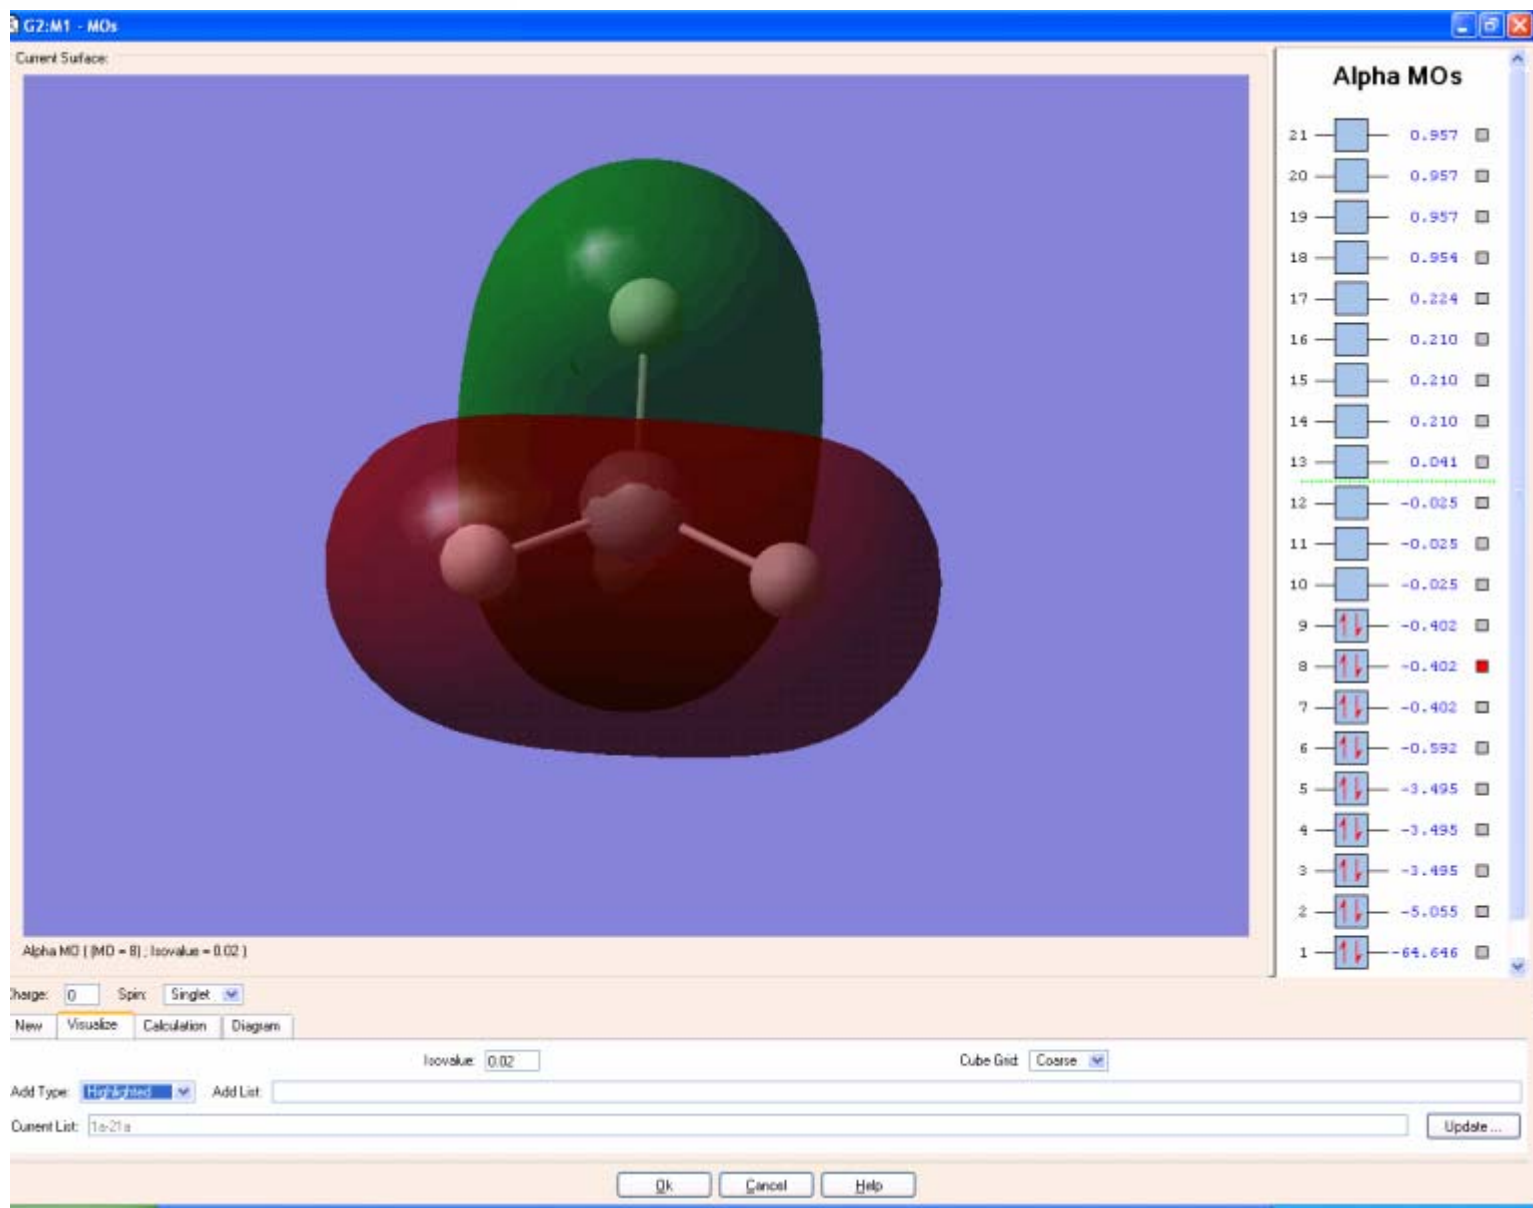 G2:M1 - MOs
Current Surface:
Alpha MOs
21 0.957
20 0.957
19 0.957
18 0.954
17 0.224
16 0.210
15 0.210
14 0.210
13 0.041
12 -0.025
11 -0.025
10 -0.025
9 -0.402
8 -0.402
7 -0.402
6 -0.592
5 -3.495
4 -3.495
3 -3.495
2 -5.055
1 -64.646
Alpha MO ( (MO = 8) ; Isovalue = 0.02 )
Charge: 0 Spin: Singlet
New Visualize Calculation Diagram
Isovalue: 0.02 Cube Grid: Coarse
Add Type: Highlighted Add List:
Current List: 1a-21a Update ...
Ok Cancel Help